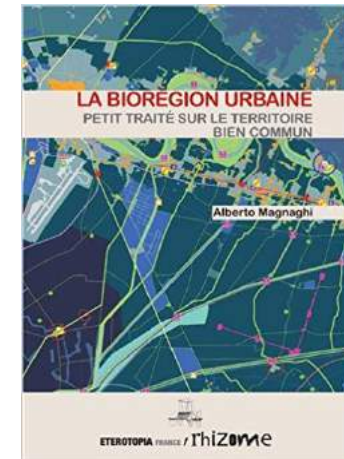 LA BIORÉGION URBAINE
PETIT TRAITÉ SUR LE TERRITOIRE
BIEN COMMUN
Alberto Magnaghi
ETEROTOPIA FRANCE / rhizome